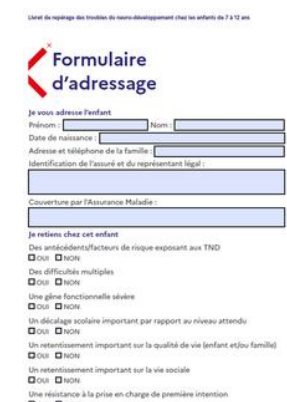 Livret de repérage des troubles du neuro-développement chez les enfants de 7 à 12 ans
Formulaire
d'adressage
Je vous adresse l'enfant
Prénom : Nom :
Date de naissance :
Adresse et téléphone de la famille :
Identification de l'assuré et du représentant légal :
Couverture par l'Assurance Maladie :
Je retiens chez cet enfant
Des antécédents/facteurs de risque exposant aux TND
OUI NON
Des difficultés multiples
OUI NON
Une gêne fonctionnelle sévère
OUI NON
Un décalage scolaire important par rapport au niveau attendu
OUI NON
Un retentissement important sur la qualité de vie (enfant et/ou famille)
OUI NON
Un retentissement important sur la vie sociale
OUI NON
Une résistance à la prise en charge de première intention